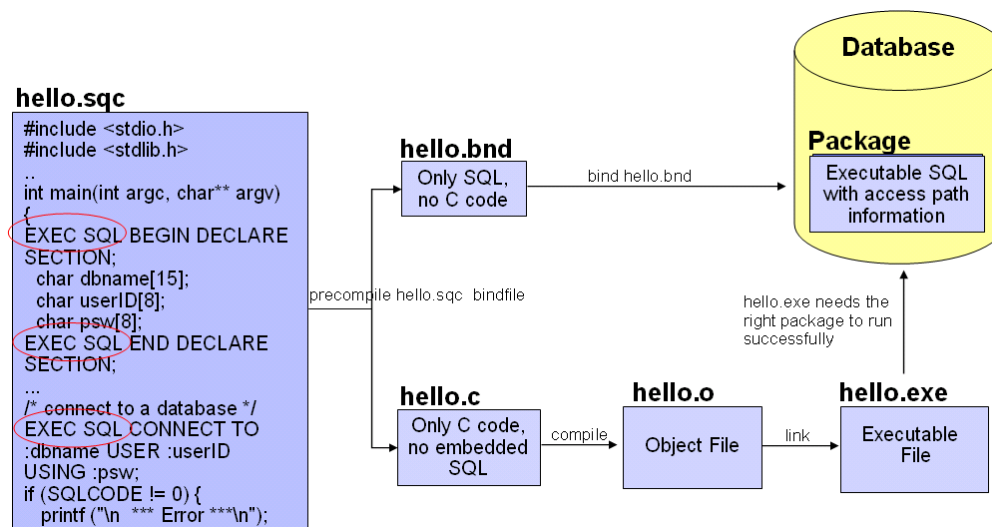 hello.sqc
#include <stdio.h>
#include <stdlib.h>
..
int main(int argc, char** argv)
{
EXEC SQL BEGIN DECLARE
SECTION;
char dbname[15];
char userID[8];
char psw[8];
EXEC SQL END DECLARE
SECTION;
...
/* connect to a database */
EXEC SQL CONNECT TO
:dbname USER :userID
USING :psw;
if (SQLCODE != 0) {
printf ("\n *** Error ***\n");
precompile hello.sqc bindfile
hello.bnd
Only SQL,
no C code
bind hello.bnd
Database
Package
Executable SQL
with access path
information
hello.c
Only C code,
no embedded
SQL
compile
hello.o
Object File
link
hello.exe
Executable
File
hello.exe needs the
right package to run
successfully